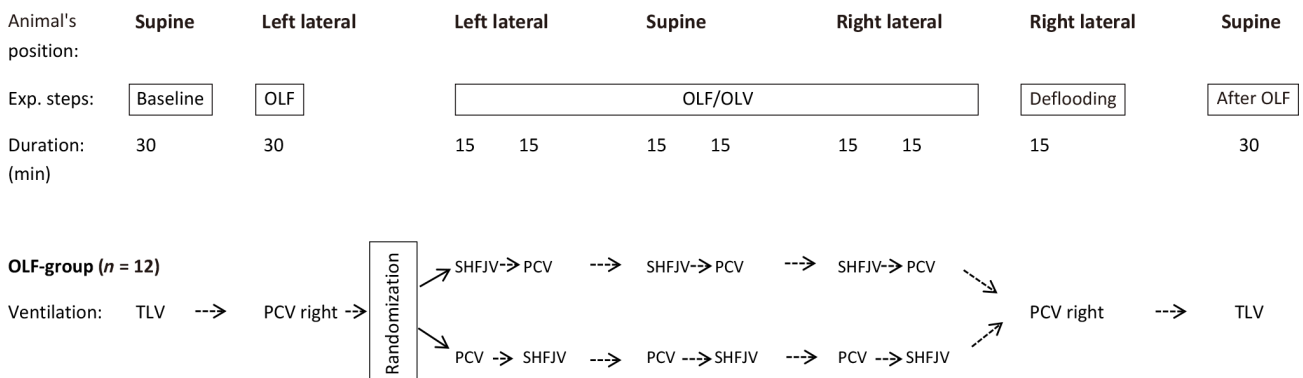 Animal's position: Supine Left lateral Left lateral Supine Right lateral Right lateral Supine
Exp. steps: Baseline OLF OLF/OLV Deflooding After OLF
Duration: (min) 30 30 15 15 15 15 15 15 15 30
OLF-group (n = 12)
SHFJV PCV SHFJV PCV SHFJV PCV
Randomization
Ventilation: TLV PCV right PCV right TLV
PCV SHFJV PCV SHFJV PCV SHFJV